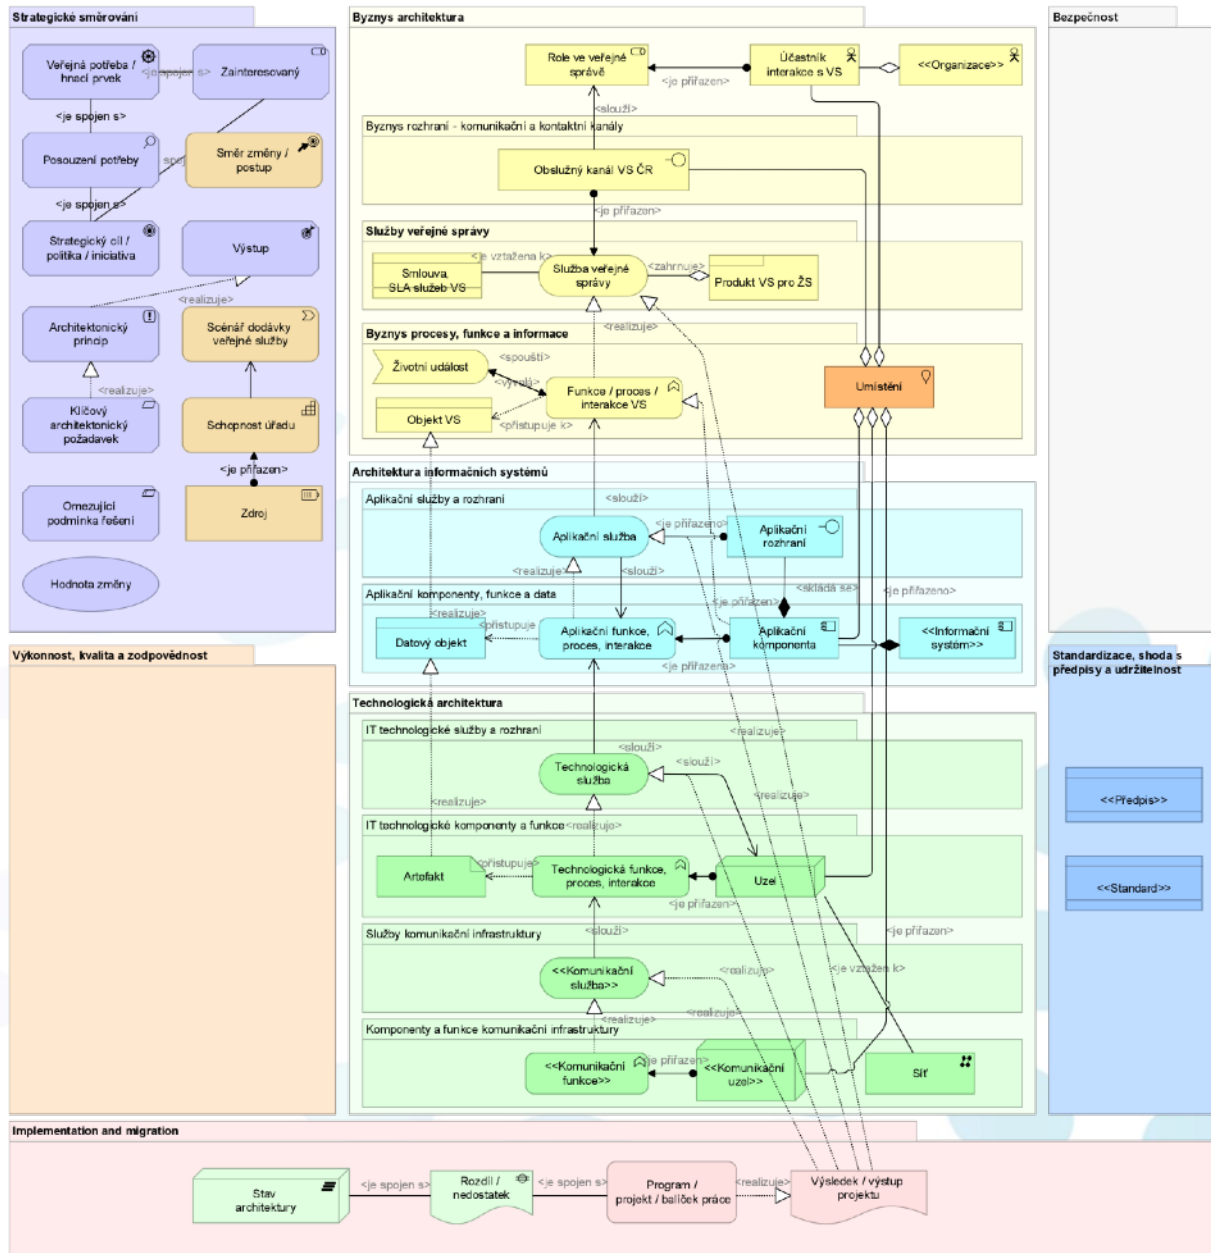 Strategické směrování
Veřejná potřeba /
hnací prvek
<je spojen s>
Zainteresovaný
<je spojen s>
Posouzení potřeby
Směr změny /
postup
<je spojen s>
Strategický cíl /
politika / iniciativa
Výstup
<realizuje>
Architektonický
princip
Scénář dodávky
veřejné služby
<realizuje>
Klíčový
architektonický
požadavek
Schopnost úřadu
<je přiřazen>
Omezující
podmínka řešení
Zdroj
Hodnota změny
Byznys architektura
Role ve veřejné
správě
<je přiřazen>
Účastník
interakce s VS
<<Organizace>>
<slouží>
Byznys rozhraní - komunikační a kontaktní kanály
Obslužný kanál VS ČR
<je přiřazen>
Služby veřejné správy
Smlouva,
SLA služeb VS
<je vztažena k>
Služba veřejné
správy
<zahrnuje>
Produkt VS pro ŽS
<realizuje>
Byznys procesy, funkce a informace
Životní událost
<spouští>
<vyvolá>
Funkce / proces /
interakce VS
Objekt VS
<přistupuje k>
Umístění
Architektura informačních systémů
Aplikační služby a rozhraní
<slouží>
Aplikační služba
<je přiřazeno>
Aplikační
rozhraní
<realizuje>
<slouží>
Aplikační komponenty, funkce a data
<skládá se>
<je přiřazeno>
<je přiřazen>
<realizuje>
Datový objekt
<přistupuje
Aplikační funkce,
proces, interakce
<je přiřazena>
Aplikační
komponenta
<<Informační
systém>>
Technologická architektura
IT technologické služby a rozhraní
<realizuje>
<slouží>
<slouží>
Technologická
služba
<realizuje>
<realizuje>
IT technologické komponenty a funkce
<realizuje>
Artefakt
<přistupuje>
Technologická funkce,
proces, interakce
Uzel
<je přiřazen>
Služby komunikační infrastruktury
<slouží>
<je přiřazen>
<<Komunikační
služba>>
<realizuje>
<je vztažen k>
<realizuje>
<realizuje>
Komponenty a funkce komunikační infrastruktury
<<Komunikační
funkce>>
je přiřazen>
<<Komunikační
uzel>>
Síť
Bezpečnost
Výkonnost, kvalita a zodpovědnost
Standardizace, shoda s
předpisy a udržitelnost
<<Předpis>>
<<Standard>>
Implementation and migration
Stav
architektury
<je spojen s>
Rozdíl /
nedostatek
<je spojen s>
Program /
projekt / balíček práce
<realizuje>
Výsledek / výstup
projektu